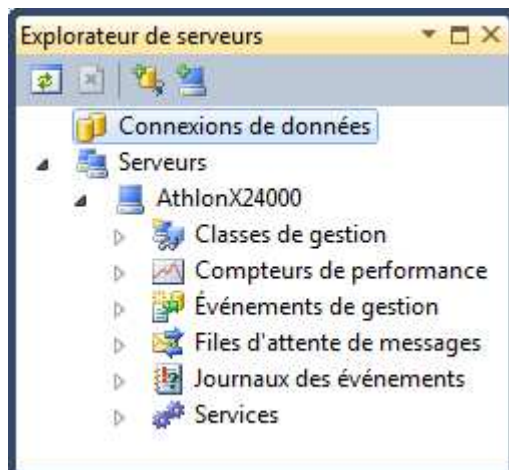 Explorateur de serveurs
Connexions de données
Serveurs
AthlonX24000
Classes de gestion
Compteurs de performance
Événements de gestion
Files d'attente de messages
Journaux des événements
Services